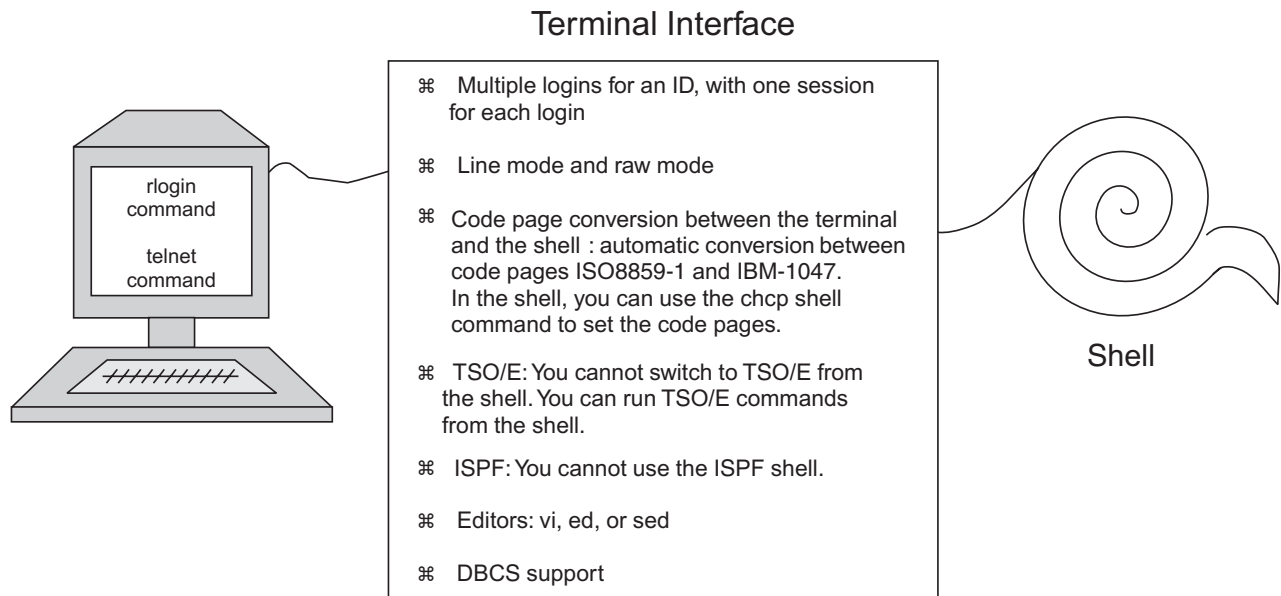 Terminal Interface
rlogin
command
telnet
command
⌘ Multiple logins for an ID, with one session
for each login
⌘ Line mode and raw mode
⌘ Code page conversion between the terminal
and the shell : automatic conversion between
code pages ISO8859-1 and IBM-1047.
In the shell, you can use the chcp shell
command to set the code pages.
⌘ TSO/E: You cannot switch to TSO/E from
the shell. You can run TSO/E commands
from the shell.
⌘ ISPF: You cannot use the ISPF shell.
⌘ Editors: vi, ed, or sed
⌘ DBCS support
Shell